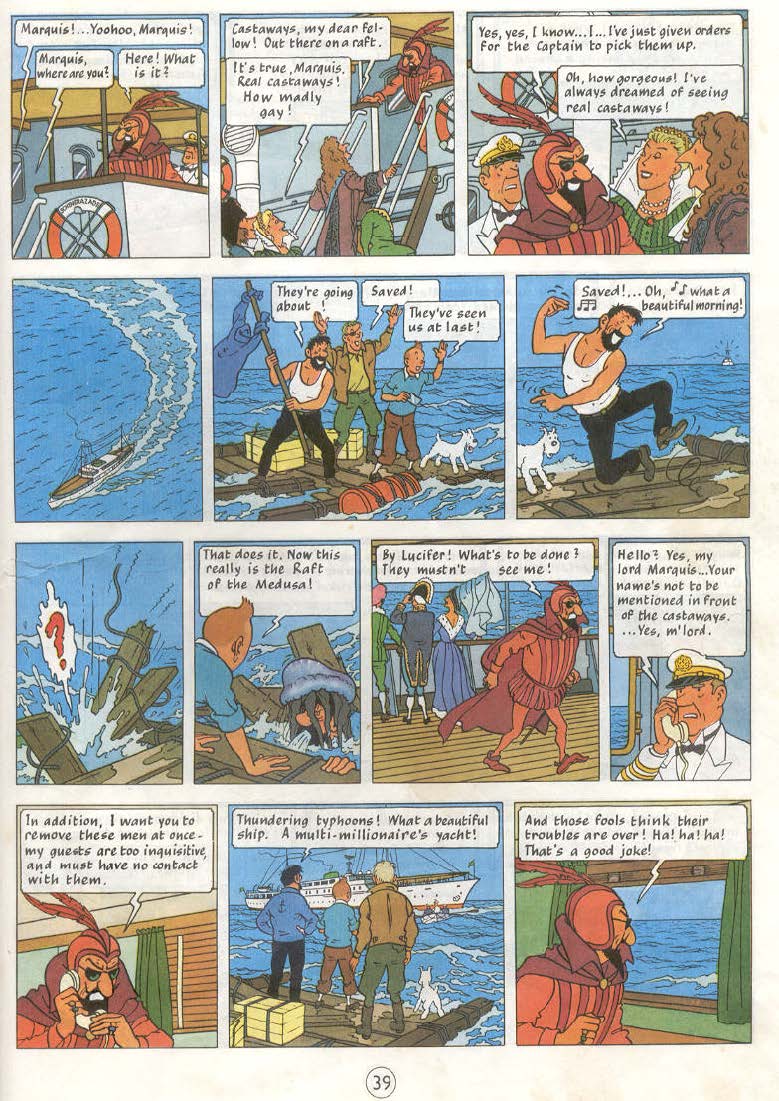 Marquis!...Yoohoo, Marquis!
Marquis,
where are you?
Here! What
is it?
SCHEHERAZADE
Castaways, my dear fel-
low! Out there on a raft.
It's true, Marquis.
Real castaways!
How madly
gay!
Yes, yes, I know...I...I've just given orders
for the Captain to pick them up.
Oh, how gorgeous! I've
always dreamed of seeing
real castaways!
They're going
about!
Saved!
They've seen
us at last!
Saved!... Oh, what a
beautiful morning!
?
That does it. Now this
really is the Raft
of the Medusa!
By Lucifer! What's to be done?
They mustn't see me!
Hello? Yes, my
lord Marquis...Your
name's not to be
mentioned in front
of the castaways.
...Yes, m'lord.
In addition, I want you to
remove these men at once-
my guests are too inquisitive,
and must have no contact
with them.
Thundering typhoons! What a beautiful
ship. A multi-millionaire's yacht!
And those fools think their
troubles are over! Ha! ha! ha!
That's a good joke!
39